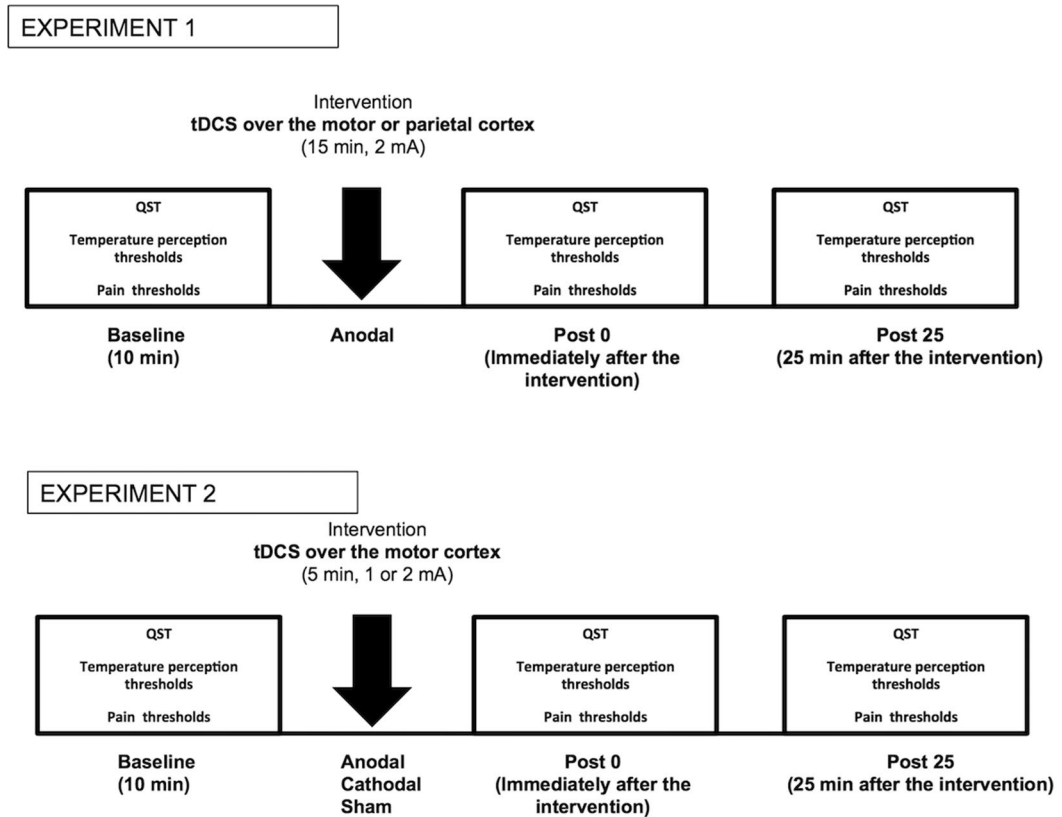 EXPERIMENT 1
Intervention
tDCS over the motor or parietal cortex
(15 min, 2 mA)
QST
Temperature perception
thresholds
Pain thresholds
QST
Temperature perception
thresholds
Pain thresholds
QST
Temperature perception
thresholds
Pain thresholds
Baseline
(10 min)
Anodal
Post 0
(Immediately after the
intervention)
Post 25
(25 min after the intervention)
EXPERIMENT 2
Intervention
tDCS over the motor cortex
(5 min, 1 or 2 mA)
QST
Temperature perception
thresholds
Pain thresholds
QST
Temperature perception
thresholds
Pain thresholds
QST
Temperature perception
thresholds
Pain thresholds
Baseline
(10 min)
Anodal
Cathodal
Sham
Post 0
(Immediately after the
intervention)
Post 25
(25 min after the intervention)